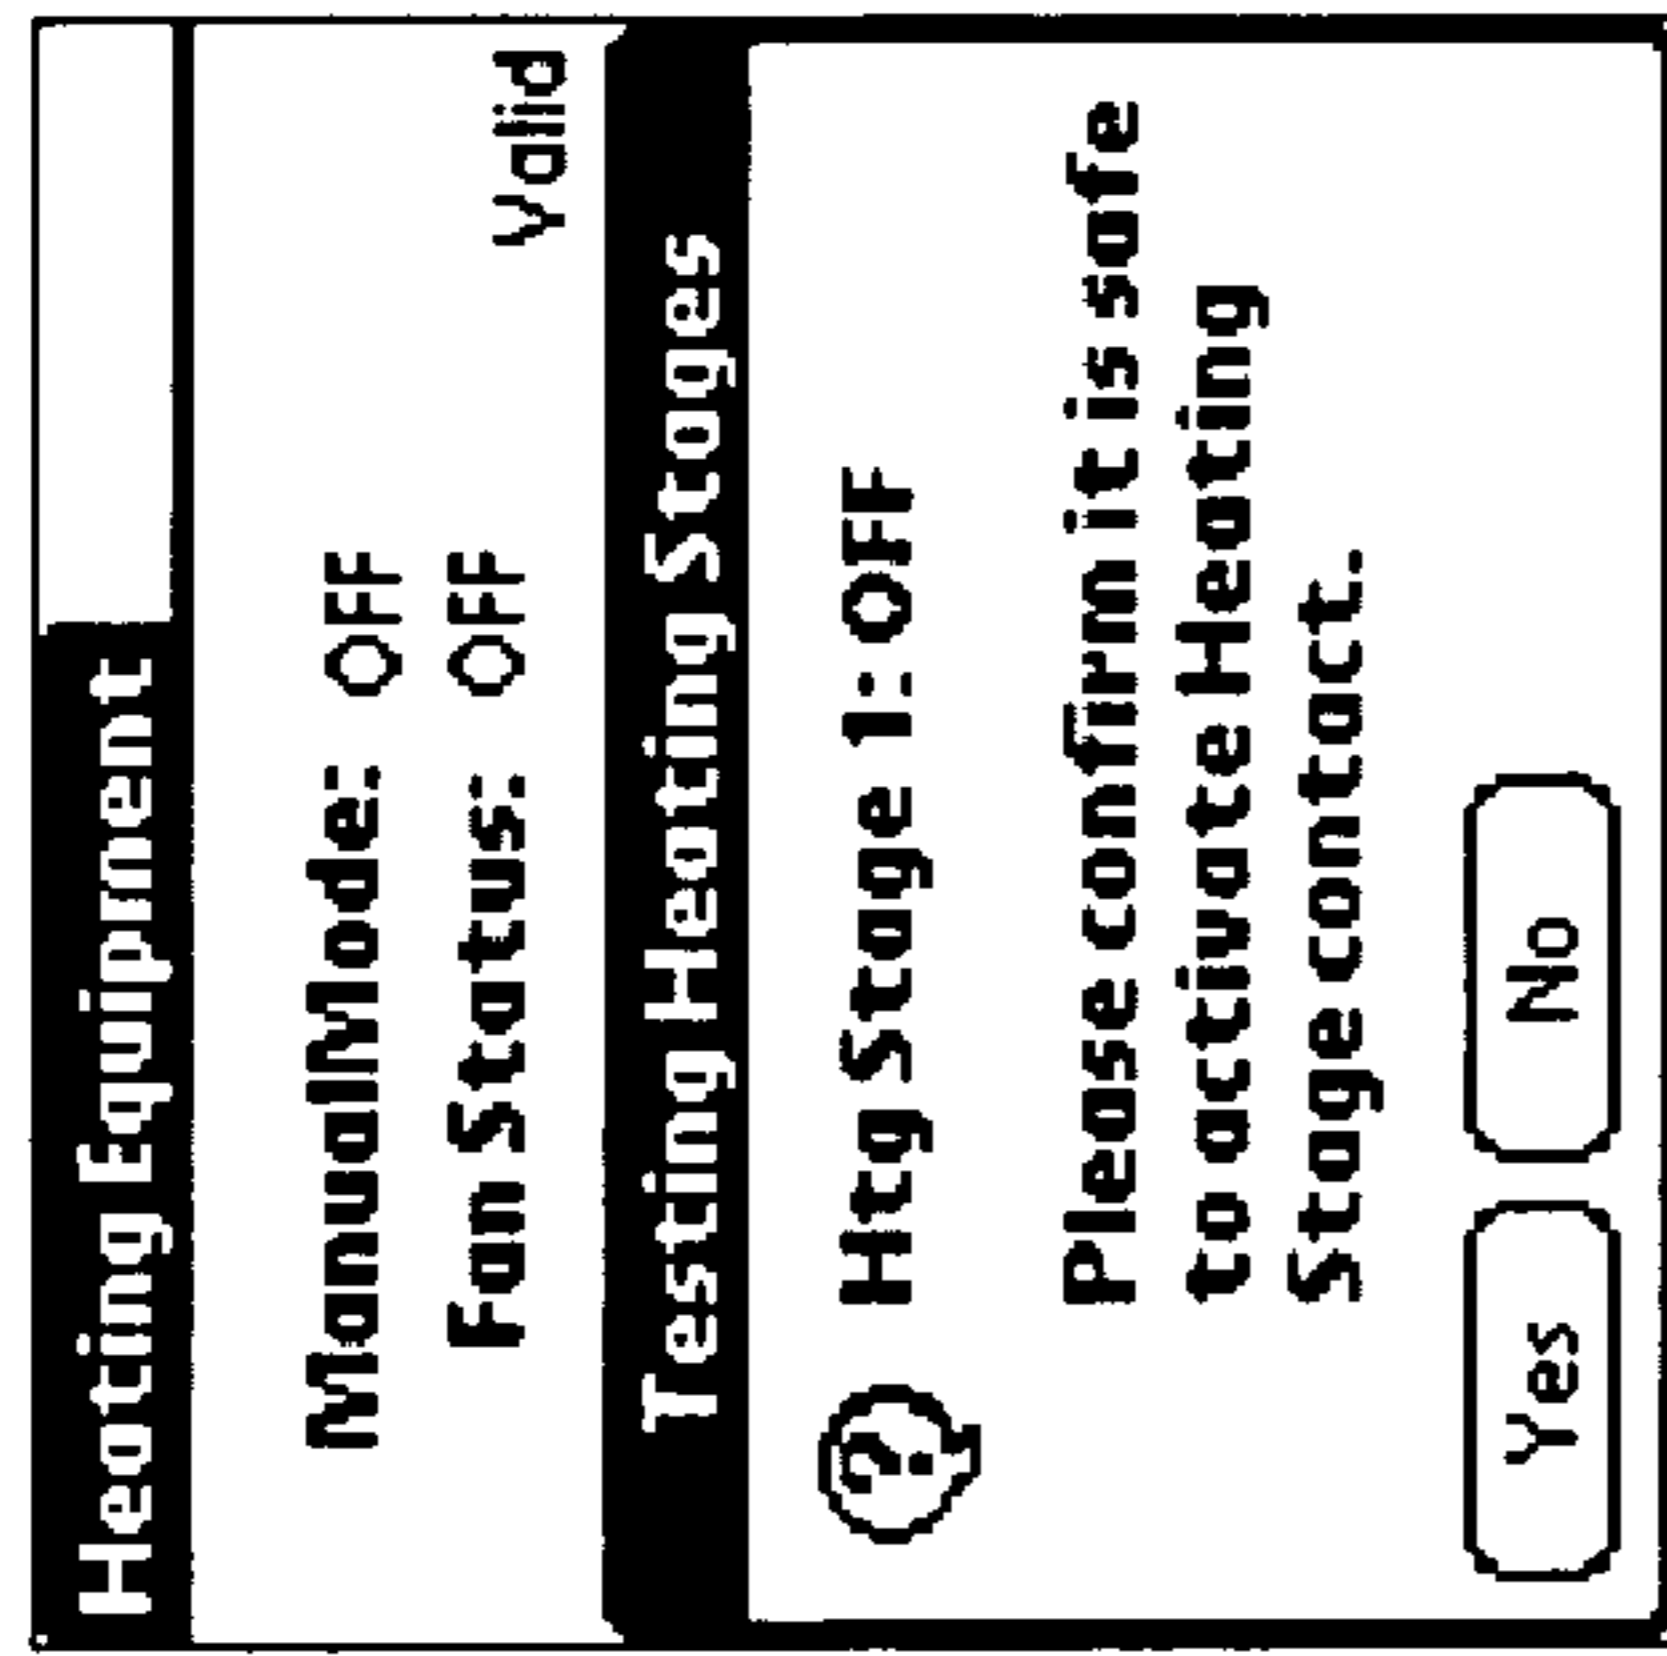 Heating Equipment
ManualMode: OFF
Fan Status: OFF
Valid
Testing Heating Stages
Htg Stage 1: OFF
Please confirm it is safe
to activate Heating
Stage contact.
Yes No